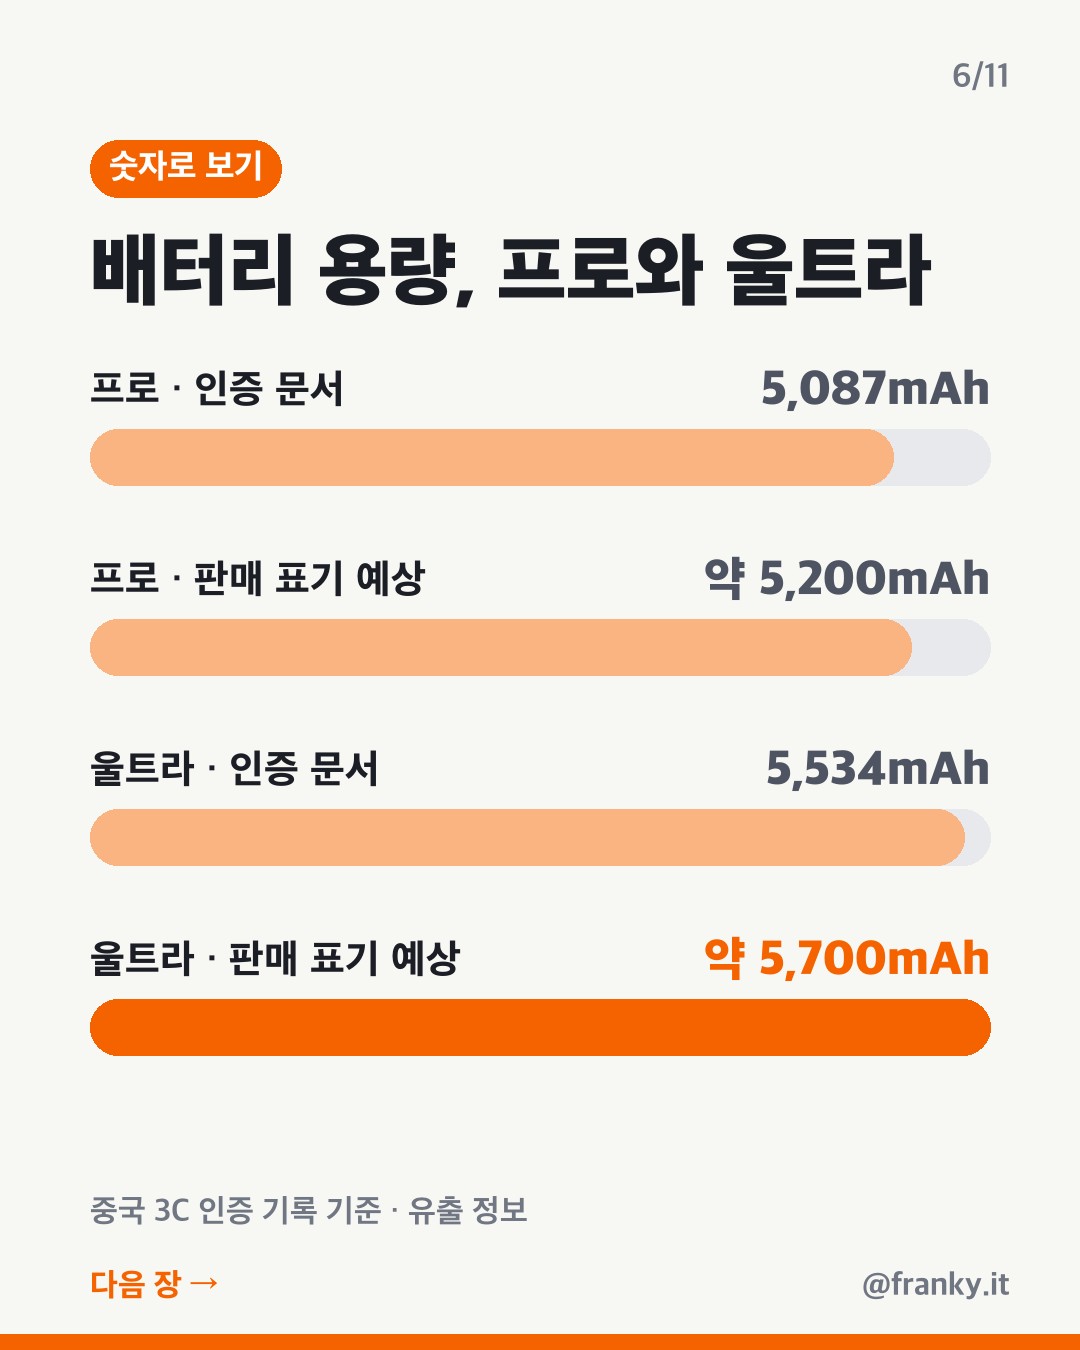 6/11
숫자로 보기
배터리 용량, 프로와 울트라
프로 · 인증 문서 5,087mAh
프로 · 판매 표기 예상 약 5,200mAh
울트라 · 인증 문서 5,534mAh
울트라 · 판매 표기 예상 약 5,700mAh
중국 3C 인증 기록 기준 · 유출 정보
다음 장 → @franky.it